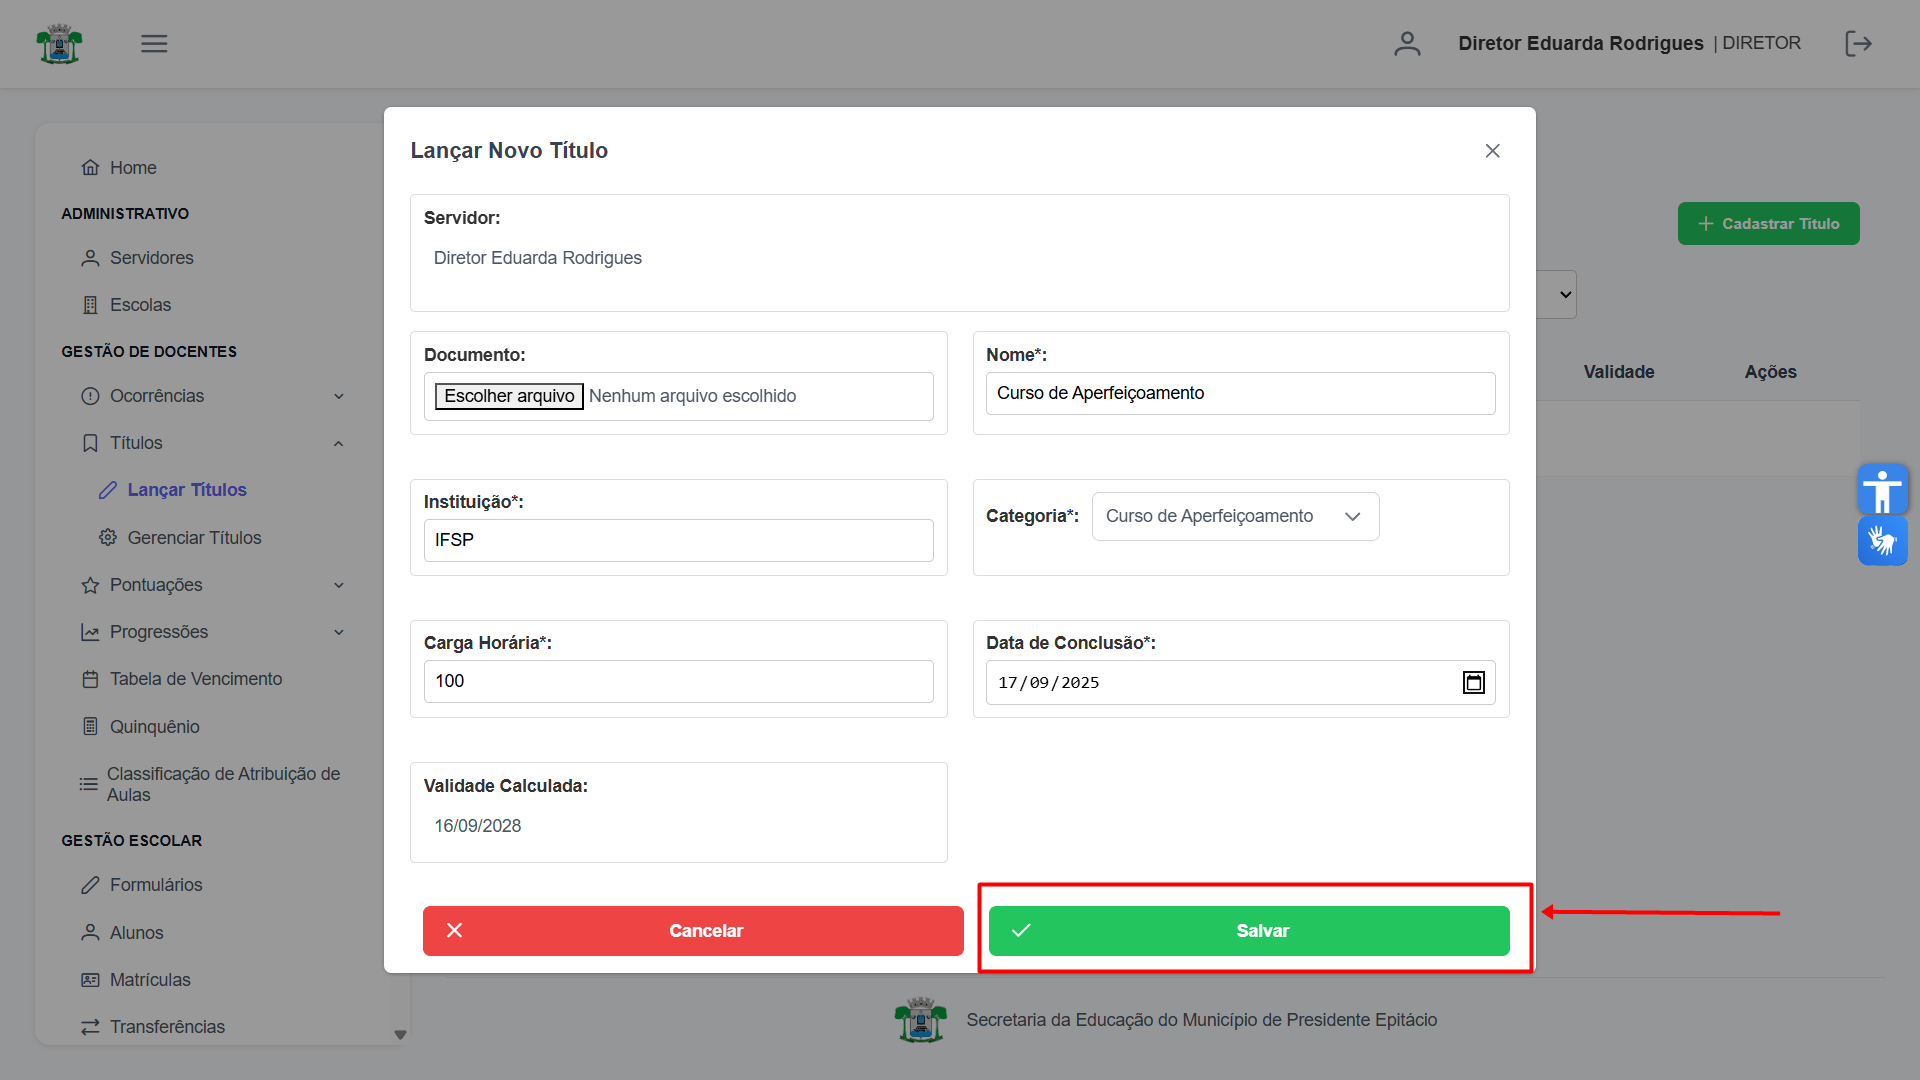 Diretor Eduarda Rodrigues | DIRETOR
Home
ADMINISTRATIVO
Servidores
Escolas
GESTÃO DE DOCENTES
Ocorrências
Títulos
Lançar Títulos
Gerenciar Títulos
Pontuações
Progressões
Tabela de Vencimento
Quinquênio
Classificação de Atribuição de
Aulas
GESTÃO ESCOLAR
Formulários
Alunos
Matrículas
Transferências
Lançar Novo Título
Servidor:
Diretor Eduarda Rodrigues
Documento:
Escolher arquivo Nenhum arquivo escolhido
Nome*:
Curso de Aperfeiçoamento
Instituição*:
IFSP
Categoria*: Curso de Aperfeiçoamento
Carga Horária*:
100
Data de Conclusão*:
17/09/2025
Validade Calculada:
16/09/2028
Cancelar
Salvar
Cadastrar Titulo
Validade Ações
Secretaria da Educação do Município de Presidente Epitácio